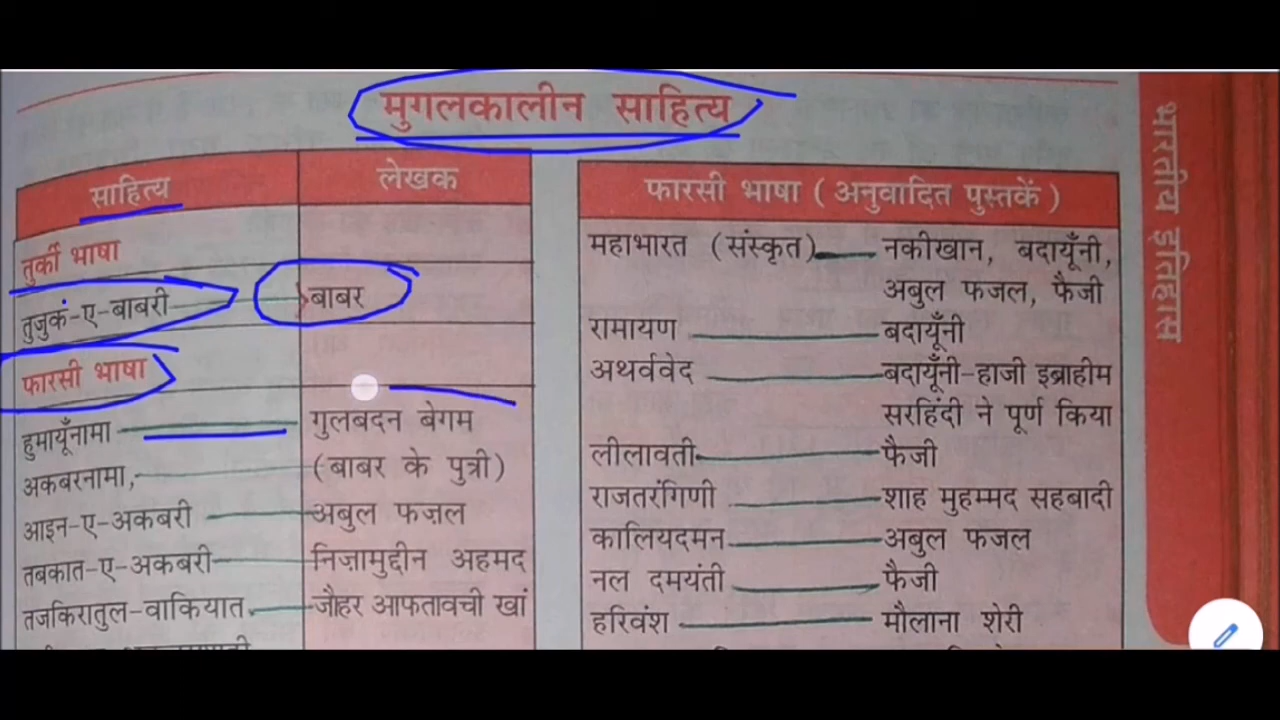 मुगलकालीन साहित्य
साहित्य लेखक
तुर्की भाषा
तुजुकं-ए-बाबरी बाबर
फारसी भाषा
हुमायूँनामा गुलबदन बेगम
अकबरनामा, (बाबर के पुत्री)
आइन-ए-अकबरी अबुल फज़ल
तबकात-ए-अकबरी निजामुद्दीन अहमद
तजकिरातुल-वाकियात जौहर आफतावची खां
फारसी भाषा ( अनुवादित पुस्तकें )
महाभारत (संस्कृत) नकीखान, बदायूँनी,
अबुल फजल, फैजी
रामायण बदायूँनी
अथर्ववेद बदायूँनी-हाजी इब्राहीम
सरहिंदी ने पूर्ण किया
लीलावती फैजी
राजतरंगिणी शाह मुहम्मद सहबादी
कालियदमन अबुल फजल
नल दमयंती फैजी
हरिवंश मौलाना शेरी
भारतीय इतिहास